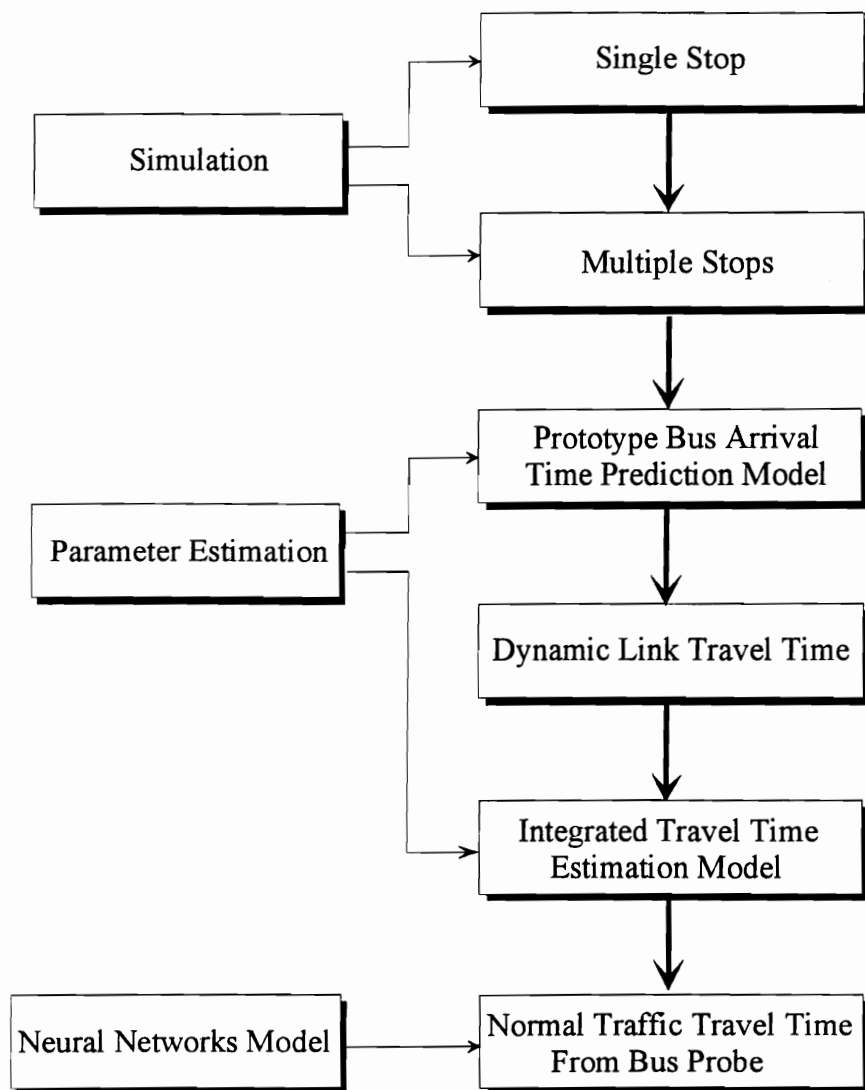 Single Stop
Simulation
Multiple Stops
Prototype Bus Arrival
Time Prediction Model
Parameter Estimation
Dynamic Link Travel Time
Integrated Travel Time
Estimation Model
Neural Networks Model
Normal Traffic Travel Time
From Bus Probe